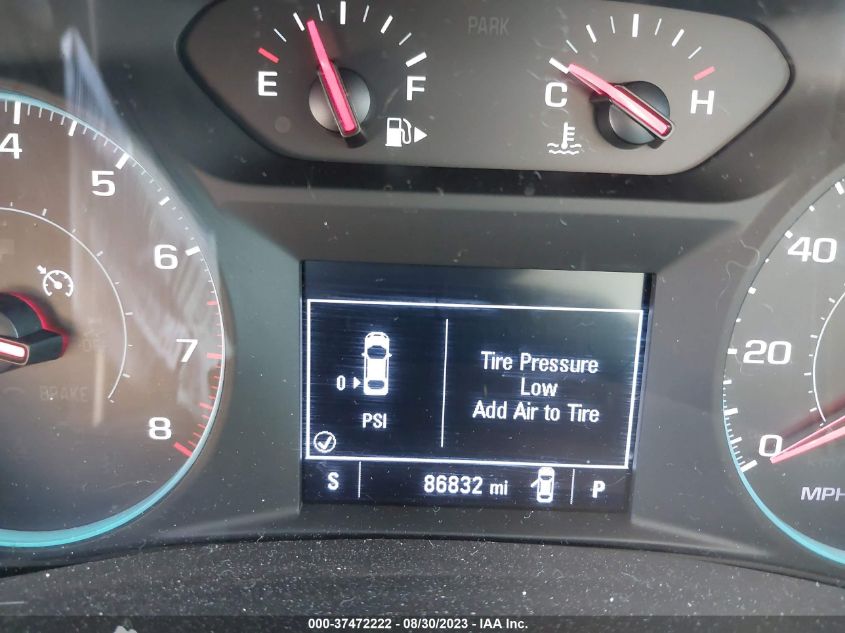 PARK
E
F
C
H
4
5
6
7
8
BRAKE
40
20
0
MPH
Tire Pressure
Low
Add Air to Tire
0
PSI
S
86832 mi
P
000-37472222 - 08/30/2023 - IAA Inc.